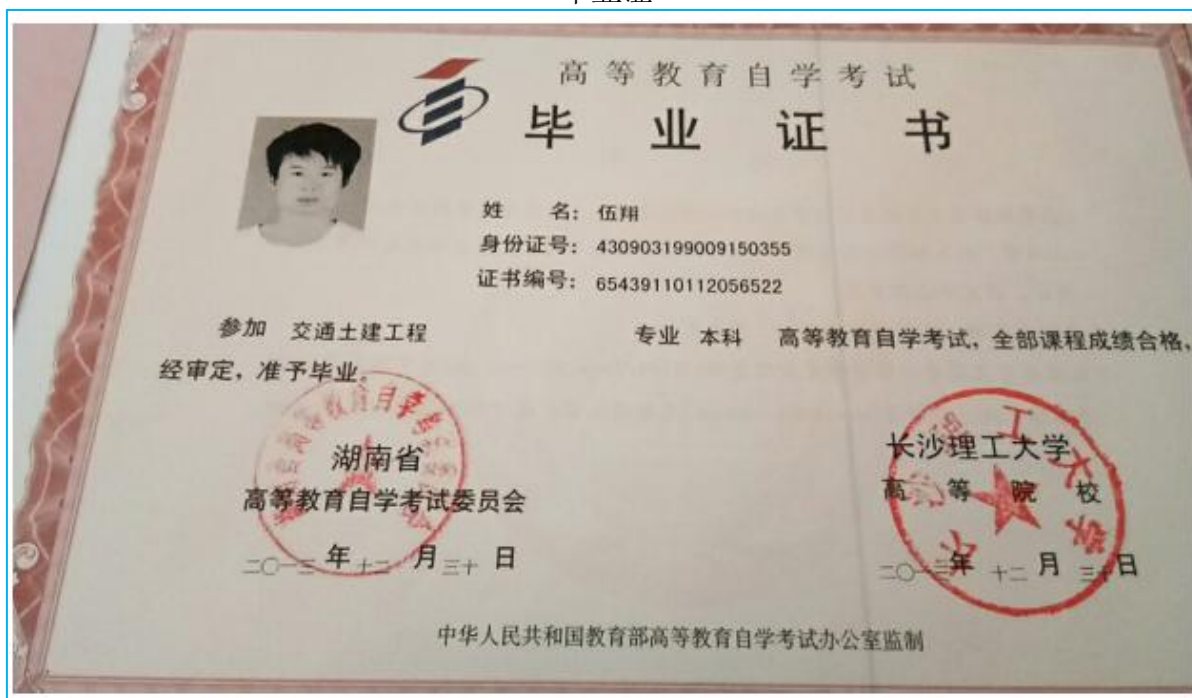 高等教育自学考试
毕业证书
姓 名: 伍翔
身份证号: 430903199009150355
证书编号: 65439110112056522
参加 交通土建工程 专业 本科 高等教育自学考试, 全部课程成绩合格,
经审定, 准予毕业。
湖南省
高等教育自学考试委员会
二〇一三 年 十二 月 三十 日
长沙理工大学
高等院校
二〇一三 年 十二 月 三十 日
中华人民共和国教育部高等教育自学考试办公室监制